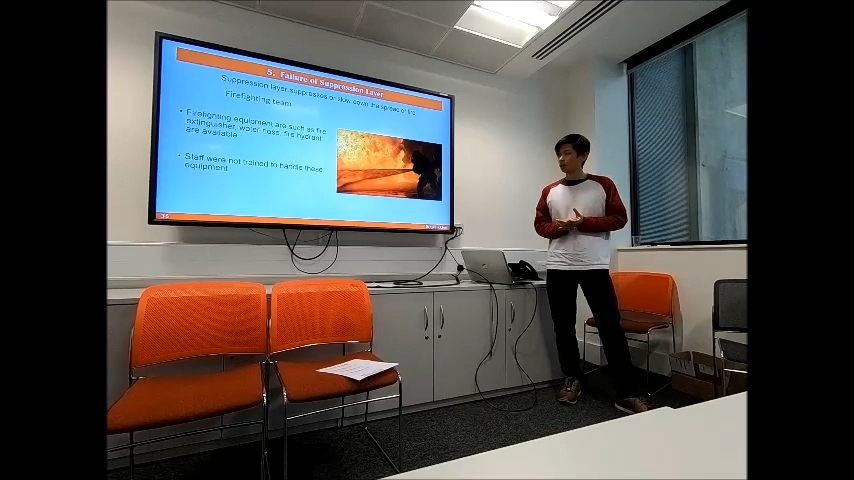 5. Failure of Suppression Layer
Suppression layer suppresses or slow down the spread of fire
Firefighting team
• Firefighting equipment are such as fire
extinguisher, water hose, fire hydrant
are available
• Staff were not trained to handle these
equipment